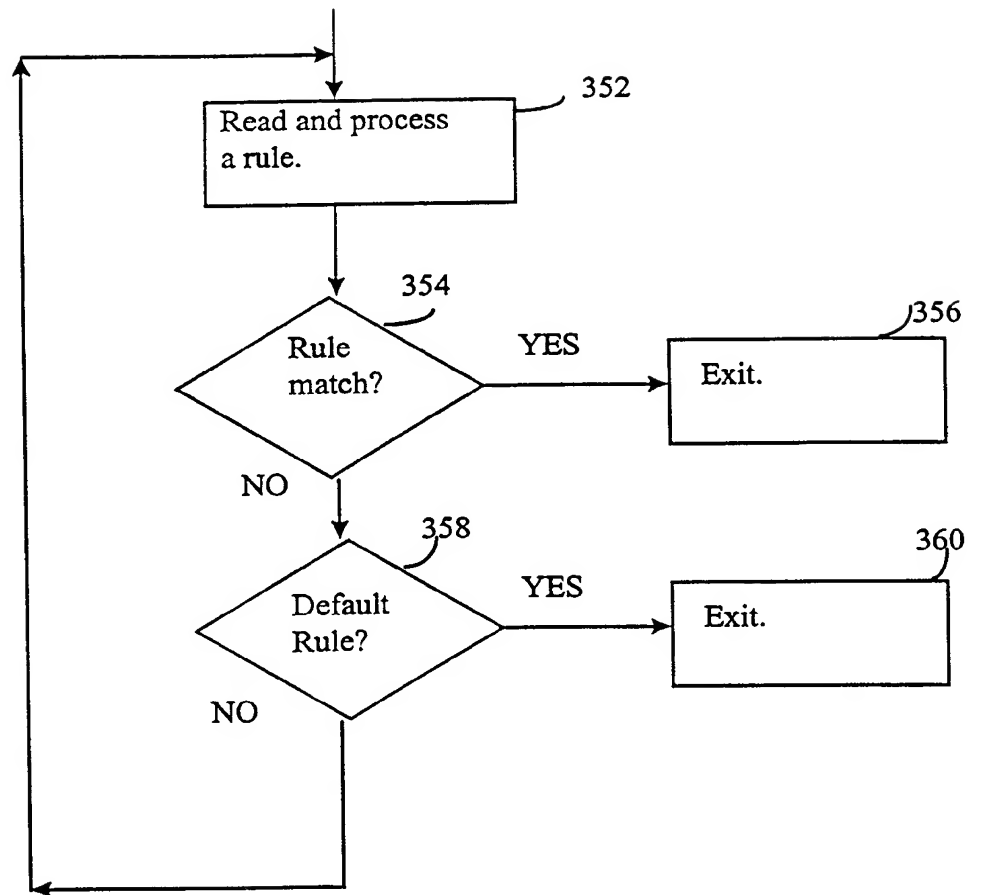 352
Read and process
a rule.
354
Rule
match?
YES
356
Exit.
NO
358
Default
Rule?
YES
360
Exit.
NO